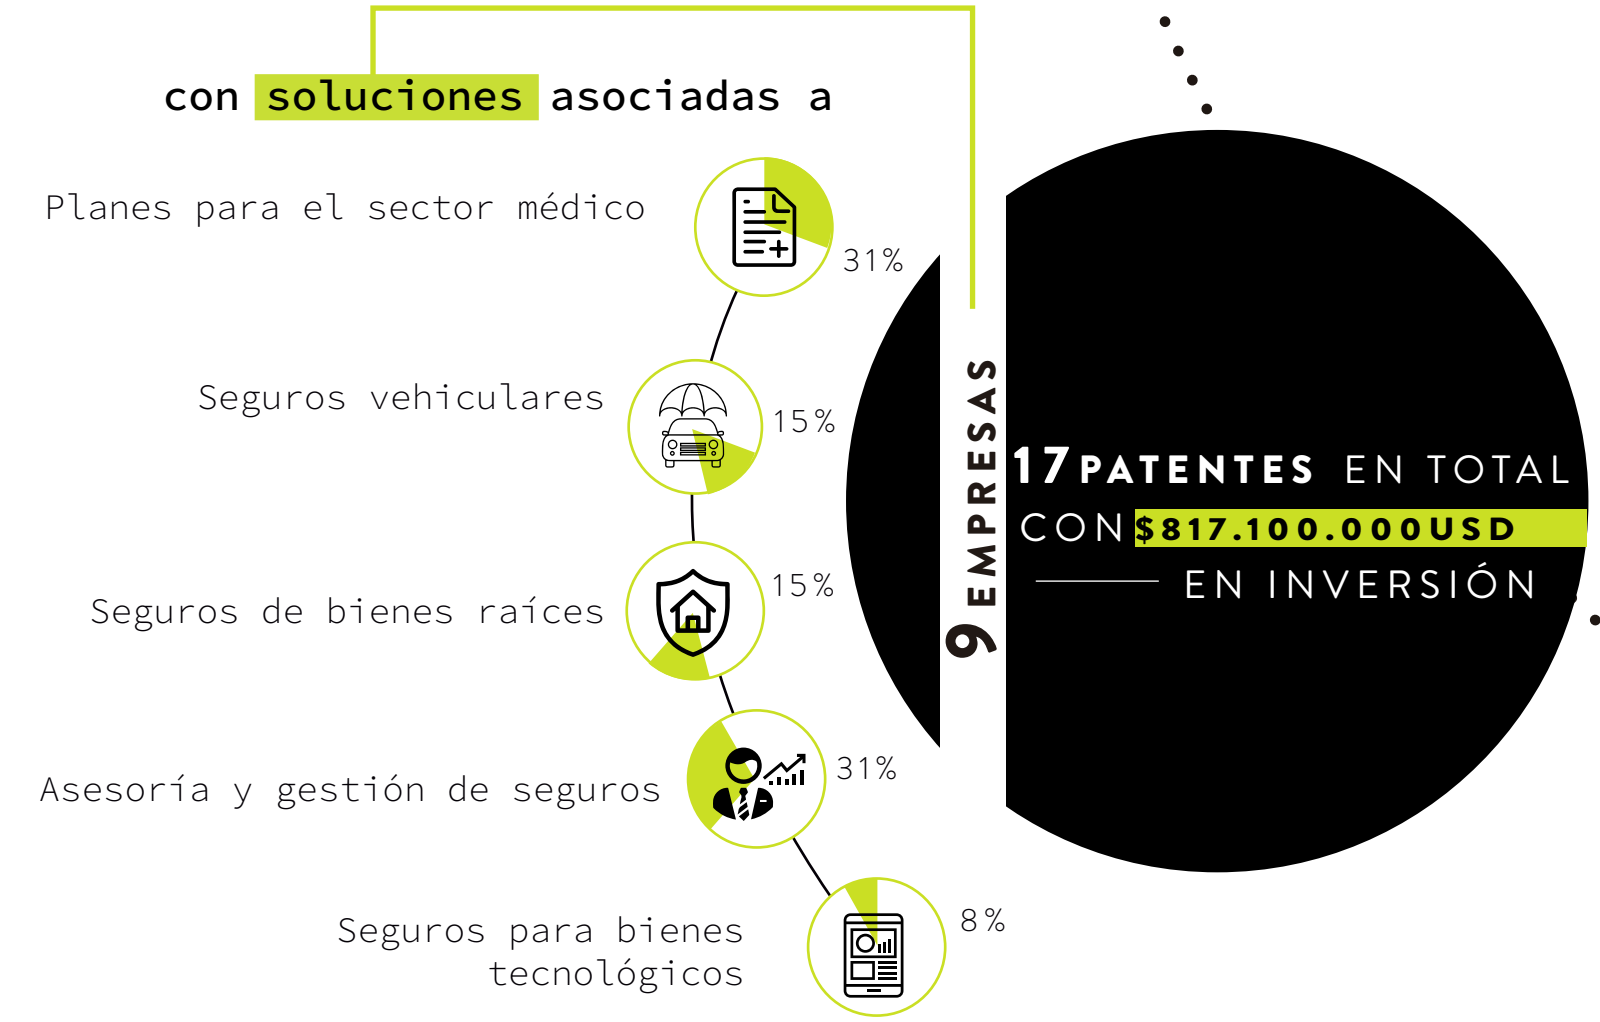 con soluciones asociadas a
Planes para el sector médico
31%
Seguros vehiculares
15%
Seguros de bienes raíces
15%
Asesoría y gestión de seguros
31%
Seguros para bienes
tecnológicos
8%
9 EMPRESAS
17 PATENTES EN TOTAL
CON $817.100.000USD
EN INVERSIÓN